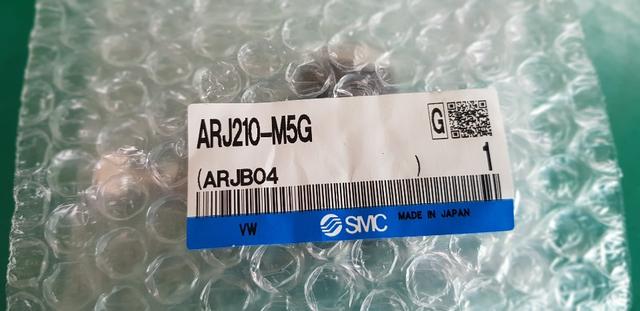 ARJ210-M5G
G
(ARJB04 )
1
VW
SMC
MADE IN JAPAN